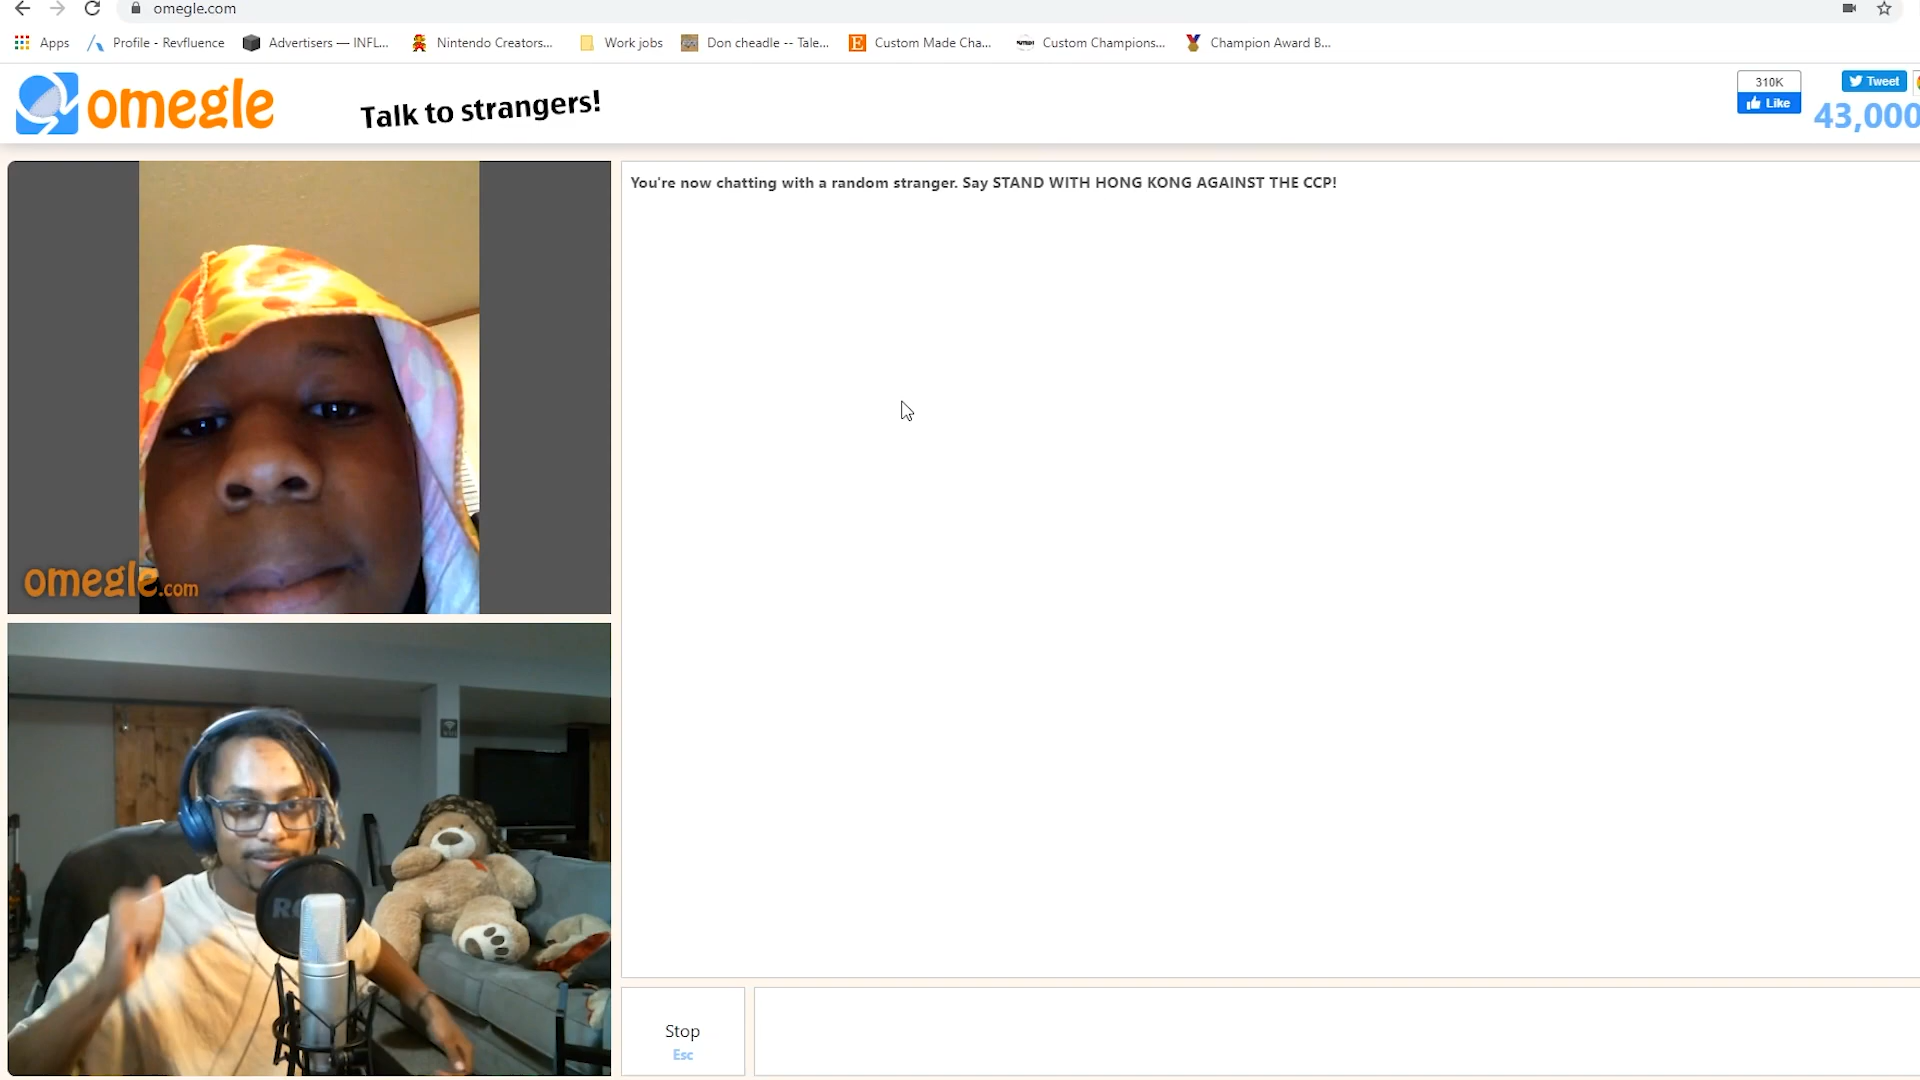 omegle.com
Apps
Profile - Revfluence
Advertisers — INFL...
Nintendo Creators...
Work jobs
Don cheadle -- Tale...
Custom Made Cha...
Custom Champions...
Champion Award B...
omegle
Talk to strangers!
310K
Like
Tweet
43,000
You're now chatting with a random stranger. Say STAND WITH HONG KONG AGAINST THE CCP!
omegle.com
Stop
Esc